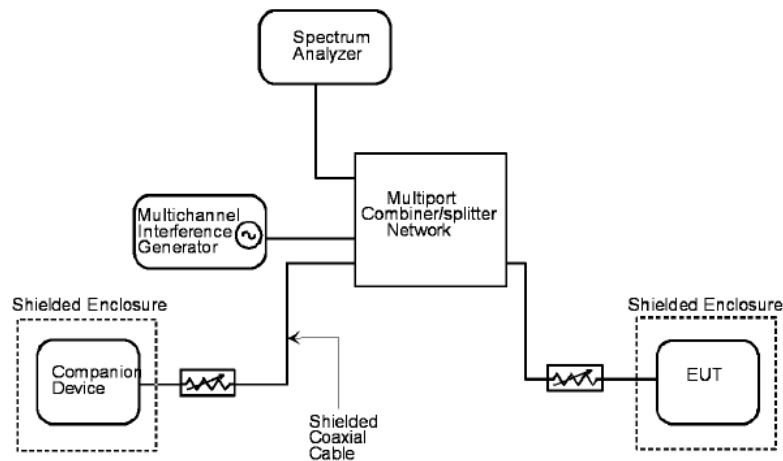 Spectrum
Analyzer
Multiport
Combiner/splitter
Network
Multichannel
Interference
Generator
Shielded Enclosure
Companion
Device
Shielded
Coaxial
Cable
Shielded Enclosure
EUT